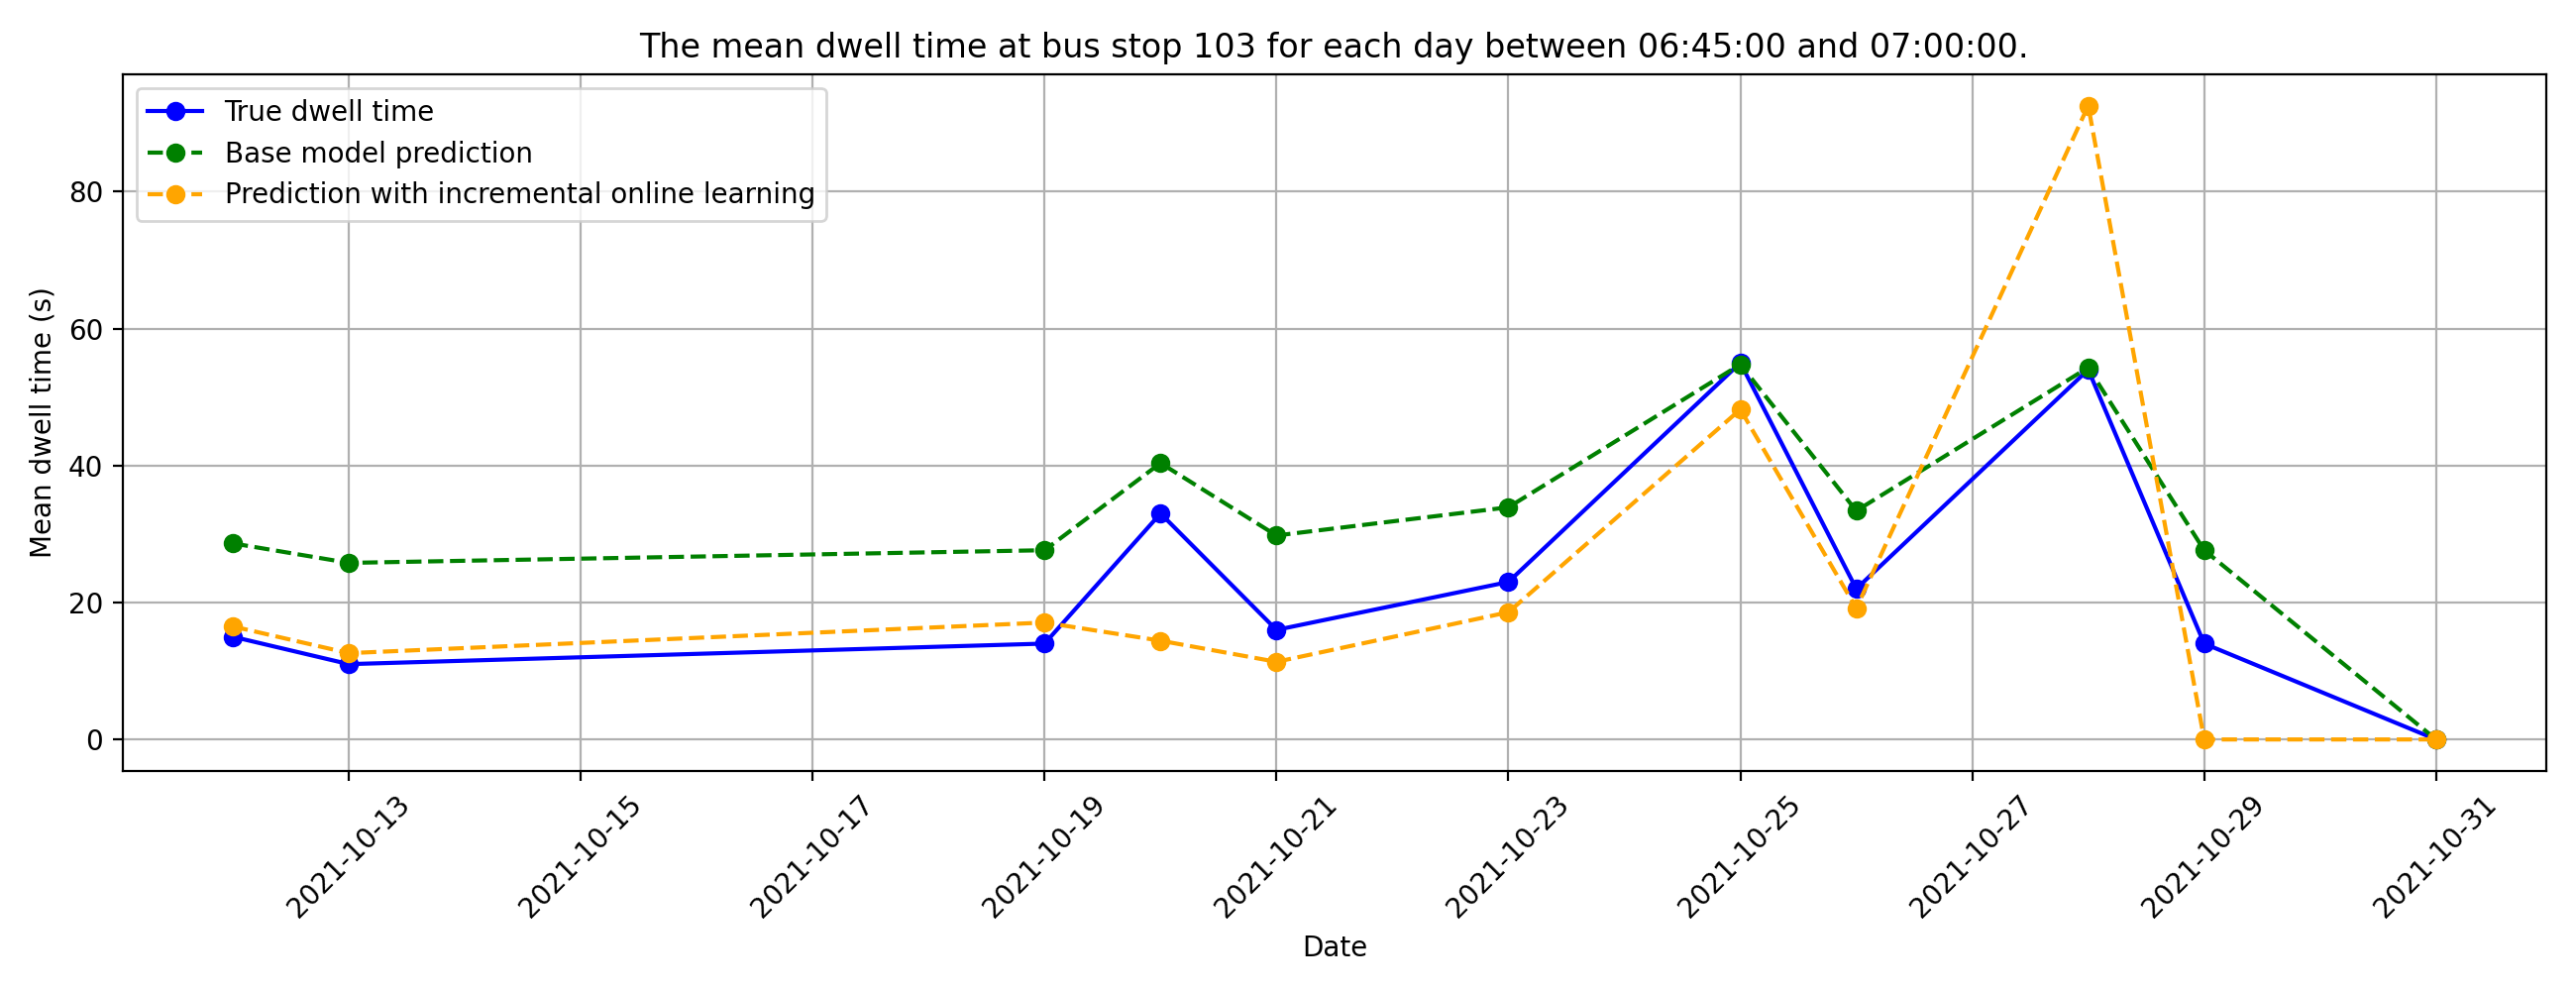 The mean dwell time at bus stop 103 for each day between 06:45:00 and 07:00:00.
True dwell time
Base model prediction
Prediction with incremental online learning
Mean dwell time (s)
80
60
40
20
0
2021-10-13
2021-10-15
2021-10-17
2021-10-19
2021-10-21
2021-10-23
2021-10-25
2021-10-27
2021-10-29
2021-10-31
Date